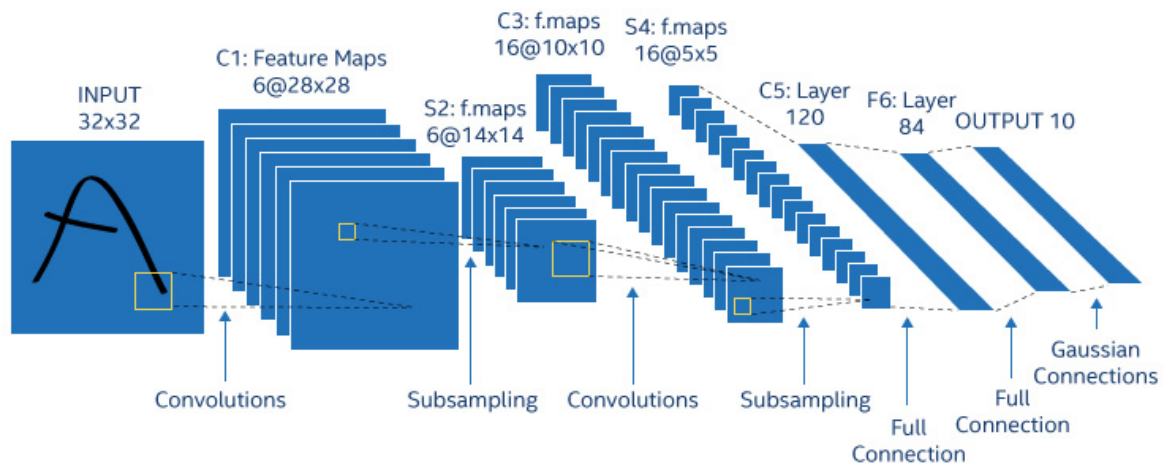 INPUT
32x32
C1: Feature Maps
6@28x28
S2: f.maps
6@14x14
C3: f.maps
16@10x10
S4: f.maps
16@5x5
C5: Layer
120
F6: Layer
84
OUTPUT 10
Convolutions
Subsampling
Convolutions
Subsampling
Full
Connection
Full
Connection
Gaussian
Connections